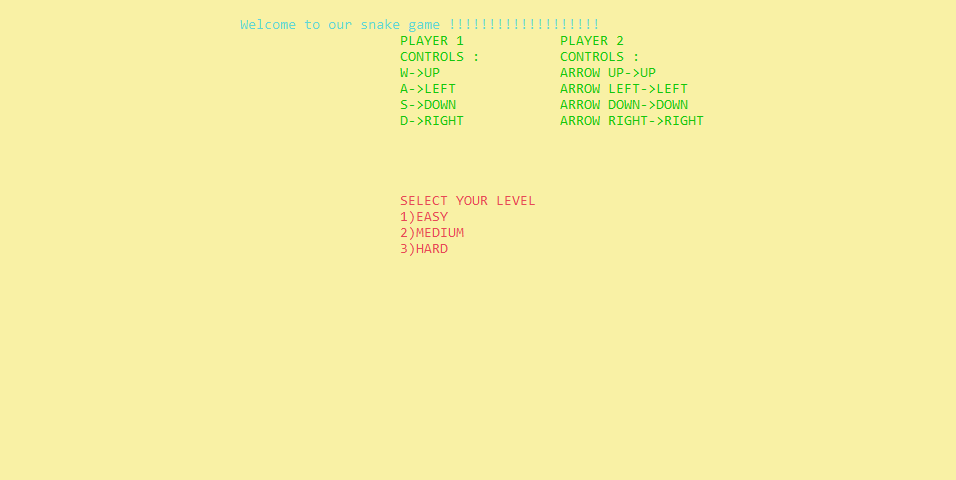 Welcome to our snake game !!!!!!!!!!!!!!!!!!!
PLAYER 1 PLAYER 2
CONTROLS : CONTROLS :
W->UP ARROW UP->UP
A->LEFT ARROW LEFT->LEFT
S->DOWN ARROW DOWN->DOWN
D->RIGHT ARROW RIGHT->RIGHT
SELECT YOUR LEVEL
1)EASY
2)MEDIUM
3)HARD